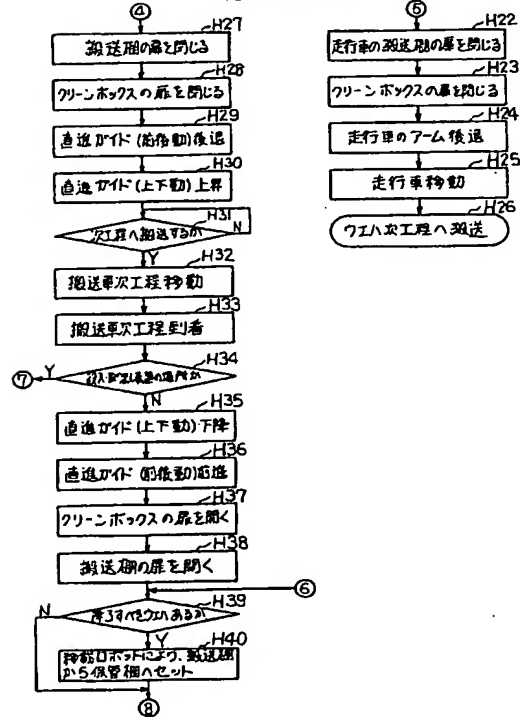 ④
H27
搬送棚の扉を閉じる
H28
クリーンボックスの扉を閉じる
H29
直進ガイド(前後動)後退
H30
直進ガイド(上下動)上昇
H31
次工程へ搬送するか
N
Y
H32
搬送車次工程移動
H33
搬送車次工程到着
H34
の場所か
Y
⑦
N
H35
直進ガイド(上下動)下降
H36
直進ガイド(前後動)前進
H37
クリーンボックスの扉を開く
H38
搬送棚の扉を開く
⑥
H39
降ろすべきウエハあるか
N
Y
H40
移載ロボットにより、搬送棚
から保管棚へセット
⑧
⑤
H22
走行車の搬送棚の扉を閉じる
H23
クリーンボックスの扉を閉じる
H24
走行車のアーム後退
H25
走行車移動
H26
ウエハ次工程へ搬送